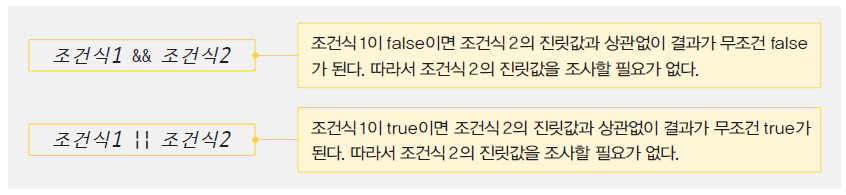 조건식1 && 조건식2
조건식1이 false이면 조건식2의 진릿값과 상관없이 결과가 무조건 false
가 된다. 따라서 조건식2의 진릿값을 조사할 필요가 없다.
조건식1 || 조건식2
조건식1이 true이면 조건식2의 진릿값과 상관없이 결과가 무조건 true가
된다. 따라서 조건식2의 진릿값을 조사할 필요가 없다.